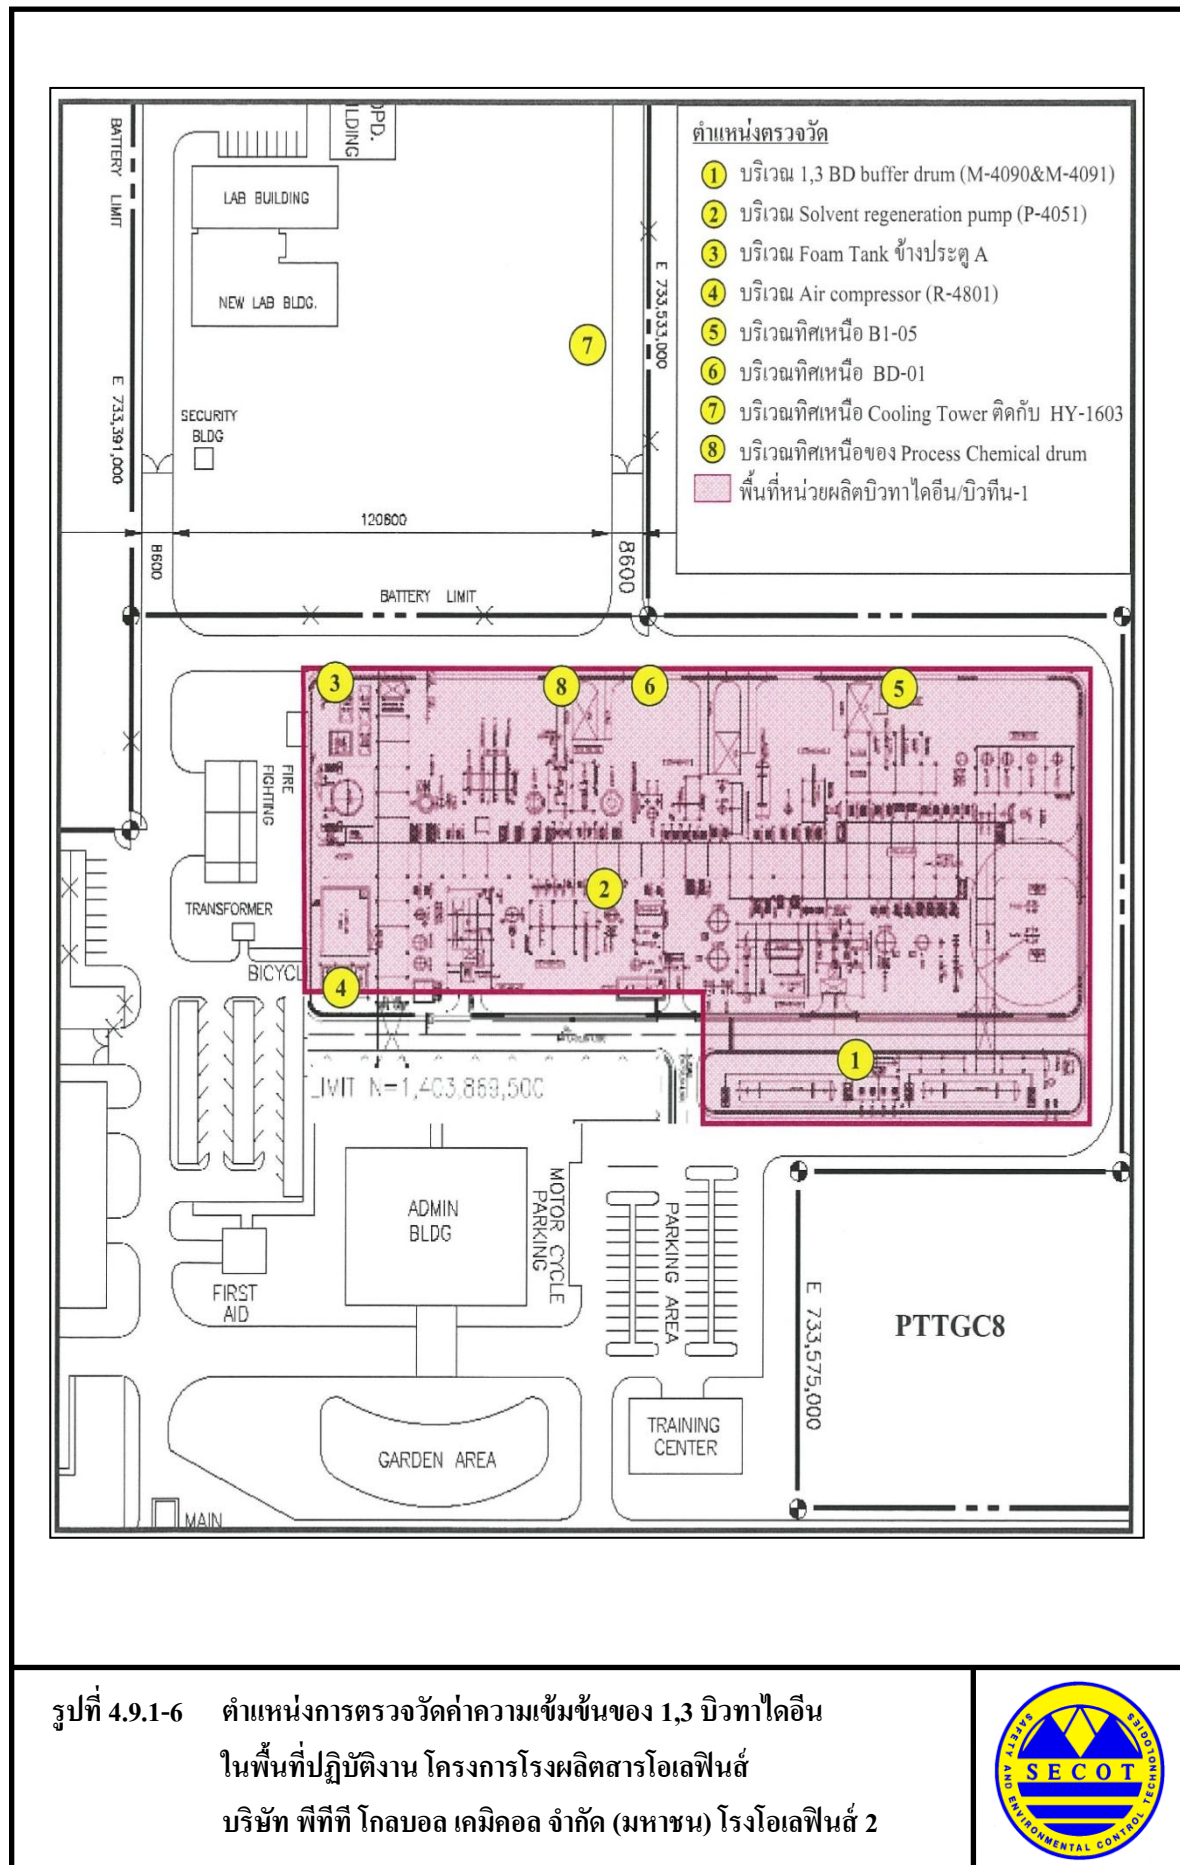 BATTERY LIMIT
OPD.
ILDING
LAB BUILDING
NEW LAB BLDG.
E 733,391,000
SECURITY
BLDG
E 733,533,000
7
ตำแหน่งตรวจวัด
1 บริเวณ 1,3 BD buffer drum (M-4090&M-4091)
2 บริเวณ Solvent regeneration pump (P-4051)
3 บริเวณ Foam Tank ข้างประตู A
4 บริเวณ Air compressor (R-4801)
5 บริเวณทิศเหนือ B1-05
6 บริเวณทิศเหนือ BD-01
7 บริเวณทิศเหนือ Cooling Tower ติดกับ HY-1603
8 บริเวณทิศเหนือของ Process Chemical drum
พื้นที่หน่วยผลิตบิวทาไดอีน/บิวทีน-1
120800
8600
8600
BATTERY LIMIT
3
8
6
5
FIRE
FIGHTING
2
TRANSFORMER
BICYCL
4
1
LIMIT N=1,403,869,500
ADMIN
BLDG
MOTOR CYCLE
PARKING
PARKING AREA
FIRST
AID
E 733,575,000
PTTGC8
TRAINING
CENTER
GARDEN AREA
MAIN
รูปที่ 4.9.1-6 ตำแหน่งการตรวจวัดค่าความเข้มข้นของ 1,3 บิวทาไดอีน
ในพื้นที่ปฏิบัติงาน โครงการโรงผลิตสารโอเลฟินส์
บริษัท พีทีที โกลบอล เคมิคอล จำกัด (มหาชน) โรงโอเลฟินส์ 2
SECOT
SAFETY AND ENVIRONMENTAL CONTROL TECHNOLOGIES